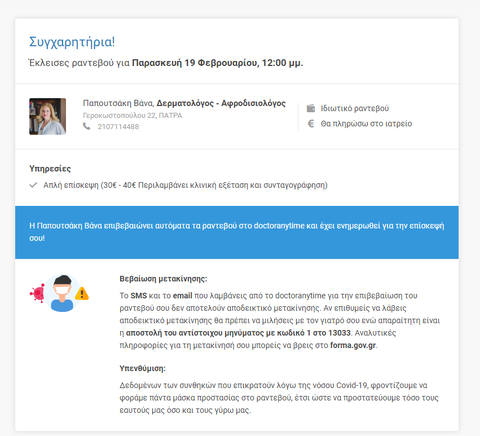 Συγχαρητήρια!
Έκλεισες ραντεβού για Παρασκευή 19 Φεβρουαρίου, 12:00 μμ.
Παπουτσάκη Βάνα, Δερματολόγος - Αφροδισιολόγος
Γεροκωστοπούλου 22, ΠΑΤΡΑ
2107114488
Ιδιωτικό ραντεβού
€ Θα πληρώσω στο ιατρείο
Υπηρεσίες
Απλή επίσκεψη (30€ - 40€ Περιλαμβάνει κλινική εξέταση και συνταγογράφηση)
Η Παπουτσάκη Βάνα επιβεβαιώνει αυτόματα τα ραντεβού στο doctoranytime και έχει ενημερωθεί για την επίσκεψή
σου!
Βεβαίωση μετακίνησης:
Το SMS και το email που λαμβάνεις από το doctoranytime για την επιβεβαίωση του
ραντεβού σου δεν αποτελούν αποδεικτικό μετακίνησης. Αν επιθυμείς να λάβεις
αποδεικτικό μετακίνησης θα πρέπει να μιλήσεις με τον γιατρό σου ενώ απαραίτητη είναι
η αποστολή του αντίστοιχου μηνύματος με κωδικό 1 στο 13033. Αναλυτικές
πληροφορίες για τη μετακίνησή σου μπορείς να βρεις στο forma.gov.gr.
Υπενθύμιση:
Δεδομένων των συνθηκών που επικρατούν λόγω της νόσου Covid-19, φροντίζουμε να
φοράμε πάντα μάσκα προστασίας στο ραντεβού, έτσι ώστε να προστατεύουμε τόσο τους
εαυτούς μας όσο και τους γύρω μας.